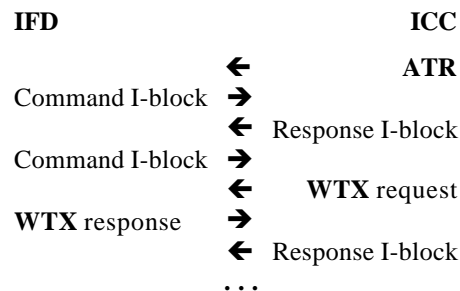 IFD ICC
🡸 ATR
Command I-block 🡺
🡸 Response I-block
Command I-block 🡺
🡸 WTX request
WTX response 🡺
🡸 Response I-block
...